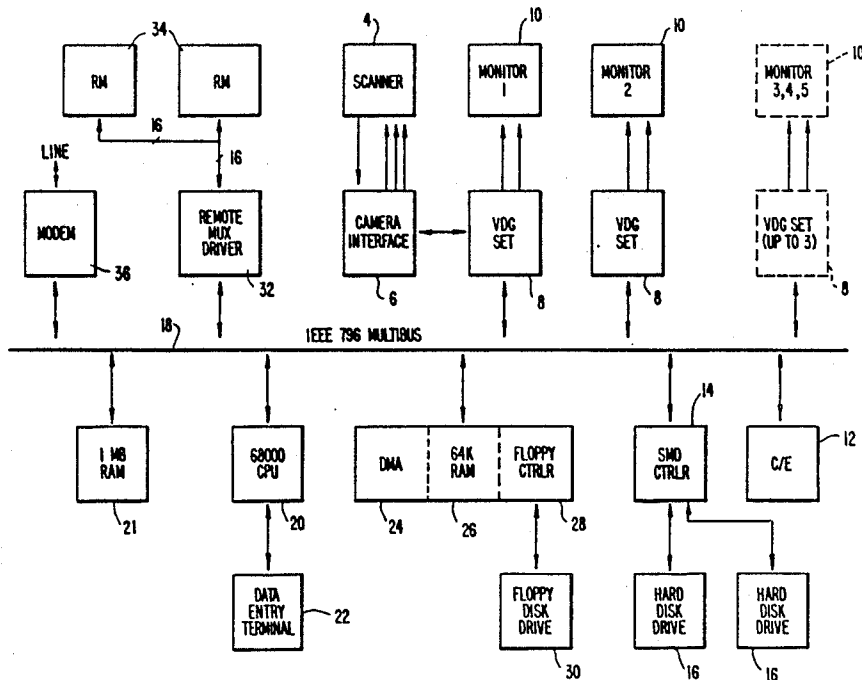 34
4
10
10
10
RM
RM
SCANNER
MONITOR
1
MONITOR
2
MONITOR
3,4,5
16
16
LINE
MODEM
REMOTE
MUX
DRIVER
CAMERA
INTERFACE
VDG
SET
VDG
SET
VDG SET
(UP TO 3)
36
32
6
8
8
8
18
IEEE 796 MULTIBUS
14
12
1 MB
RAM
68000
CPU
DMA
64K
RAM
FLOPPY
CTRLR
SMD
CTRLR
C/E
21
20
24
26
28
DATA
ENTRY
TERMINAL
22
FLOPPY
DISK
DRIVE
HARD
DISK
DRIVE
HARD
DISK
DRIVE
30
16
16